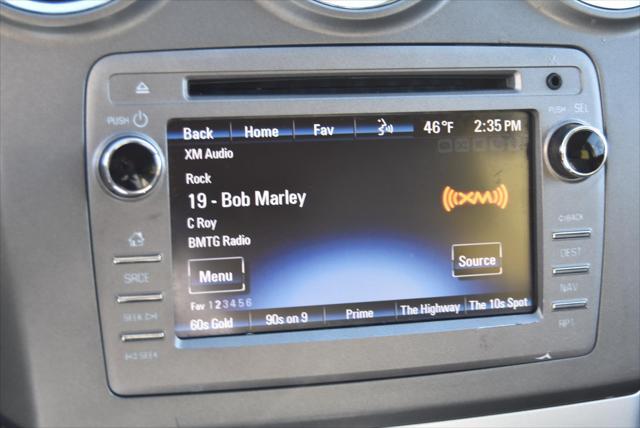 PUSH
PUSH SEL
Back Home Fav 46°F 2:35 PM
XM Audio
Rock
19 - Bob Marley
((XM))
C Roy
BMTG Radio
Menu
Source
Fav 1 2 3 4 5 6
60s Gold 90s on 9 Prime The Highway The 10s Spot
SRCE
SEEK
SEEK
BACK
DEST
NAV
RPT